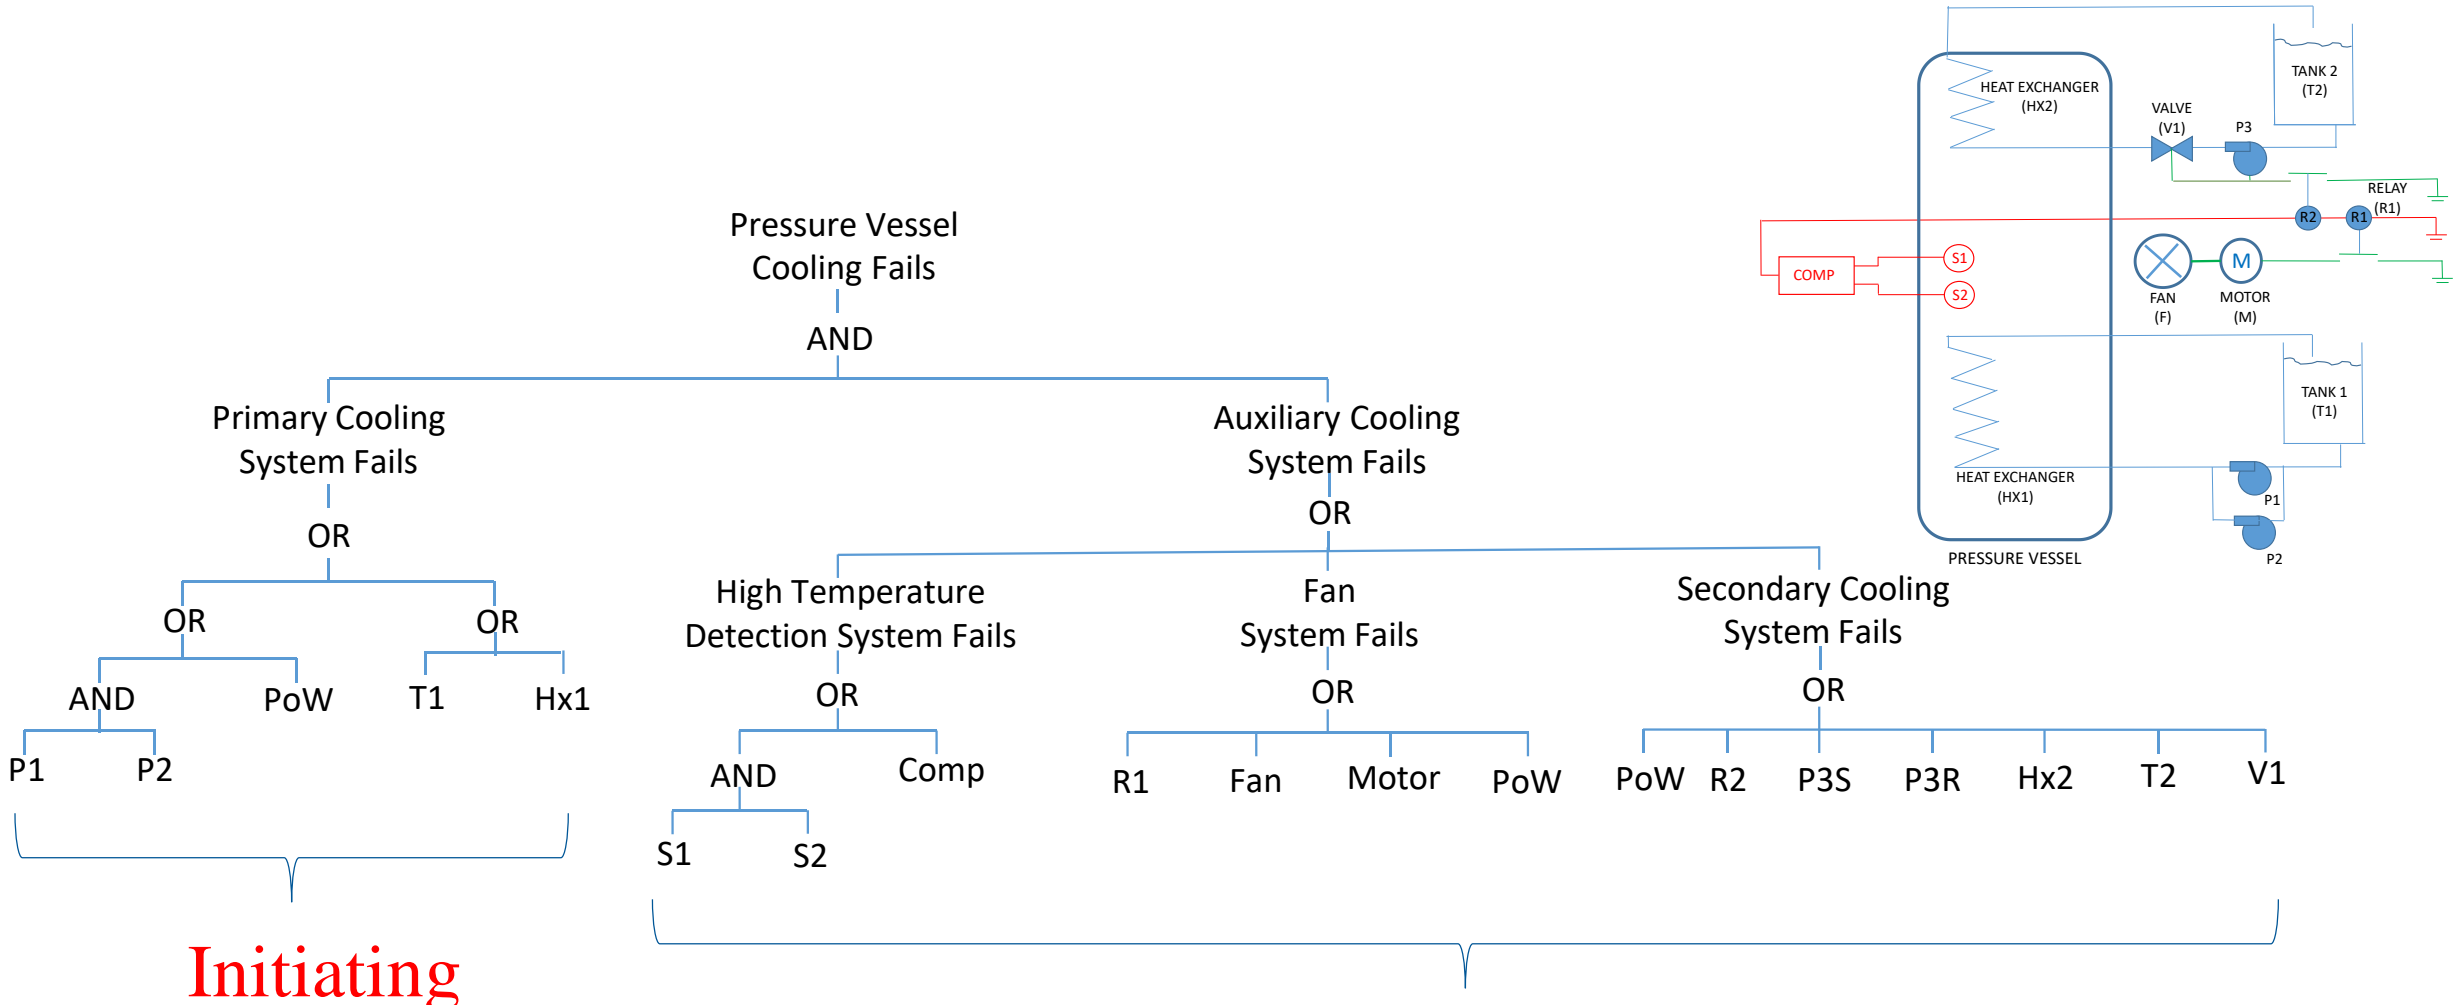 Pressure Vessel
Cooling Fails
AND
Primary Cooling
System Fails
OR
OR
OR
AND
PoW
T1
Hx1
P1
P2
Initiating
Auxiliary Cooling
System Fails
OR
High Temperature
Detection System Fails
OR
AND
Comp
S1
S2
Fan
System Fails
OR
R1
Fan
Motor
PoW
Secondary Cooling
System Fails
OR
PoW
R2
P3S
P3R
Hx2
T2
V1
HEAT EXCHANGER
(HX2)
TANK 2
(T2)
VALVE
(V1)
P3
RELAY
(R1)
R2
R1
COMP
S1
S2
M
FAN
(F)
MOTOR
(M)
TANK 1
(T1)
HEAT EXCHANGER
(HX1)
P1
P2
PRESSURE VESSEL